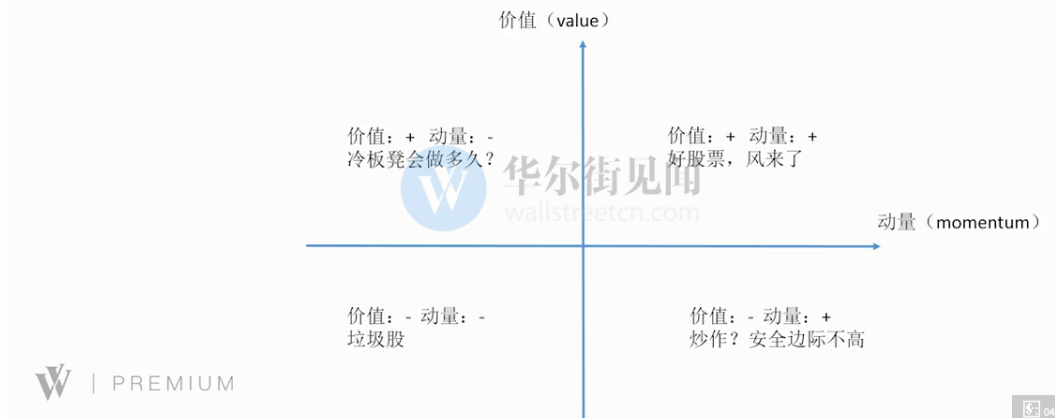 价值（value）
价值：+ 动量：-
冷板凳会做多久？
价值：+ 动量：+
好股票，风来了
华尔街见闻
wallstreetcn.com
动量（momentum）
价值：- 动量：-
垃圾股
价值：- 动量：+
炒作？安全边际不高
W | PREMIUM
04